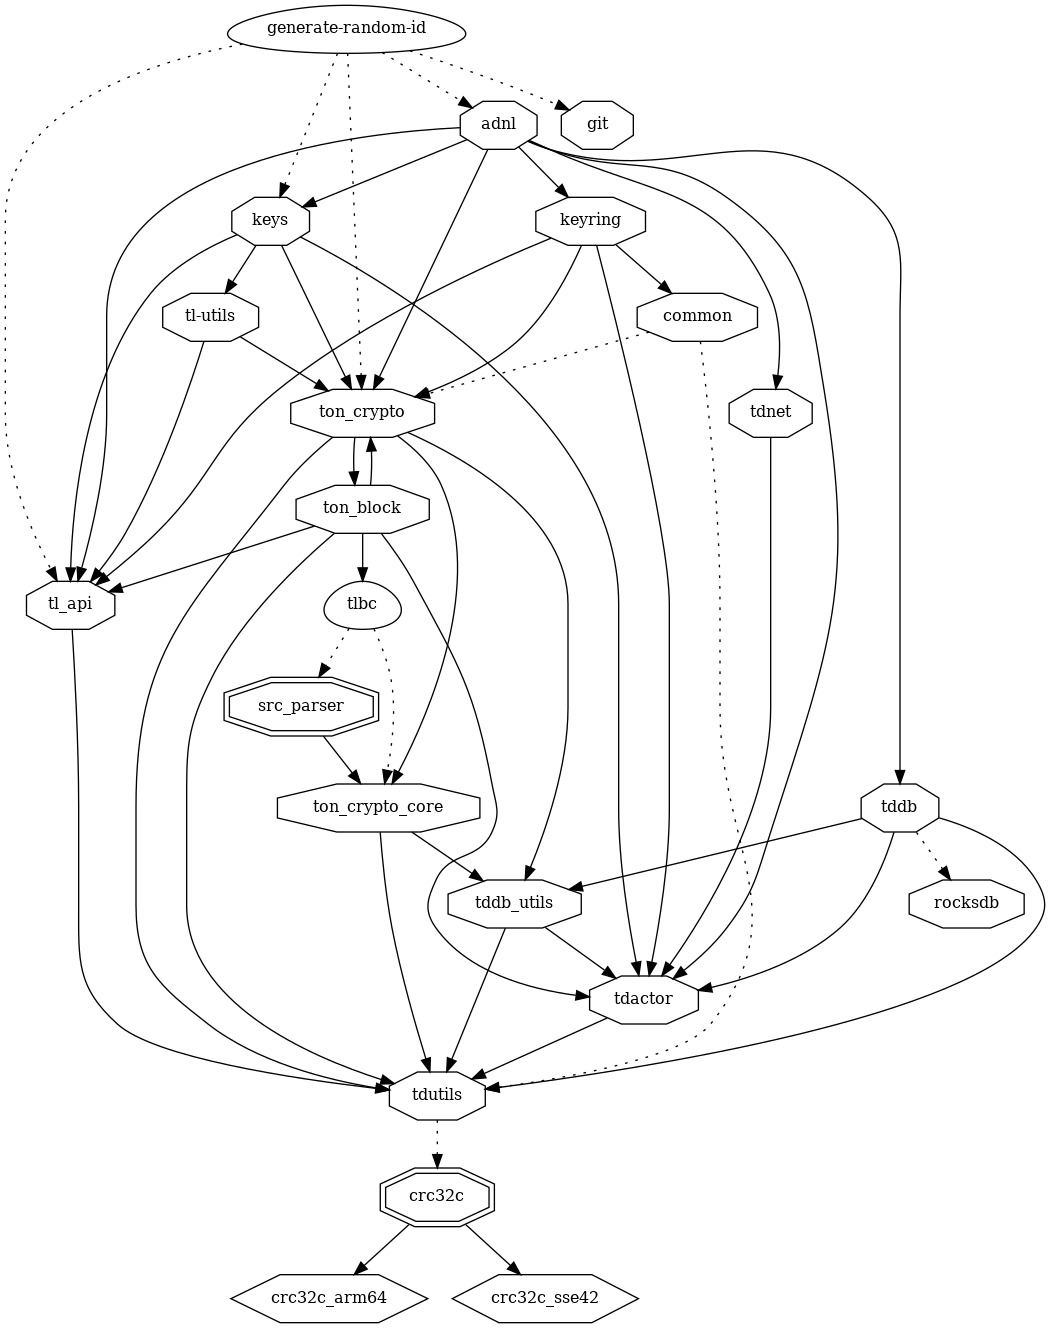 generate-random-id
adnl
git
keys
keyring
tl-utils
common
ton_crypto
tdnet
ton_block
tl_api
tlbc
src_parser
ton_crypto_core
tddb
tddb_utils
rocksdb
tdactor
tdutils
crc32c
crc32c_arm64
crc32c_sse42